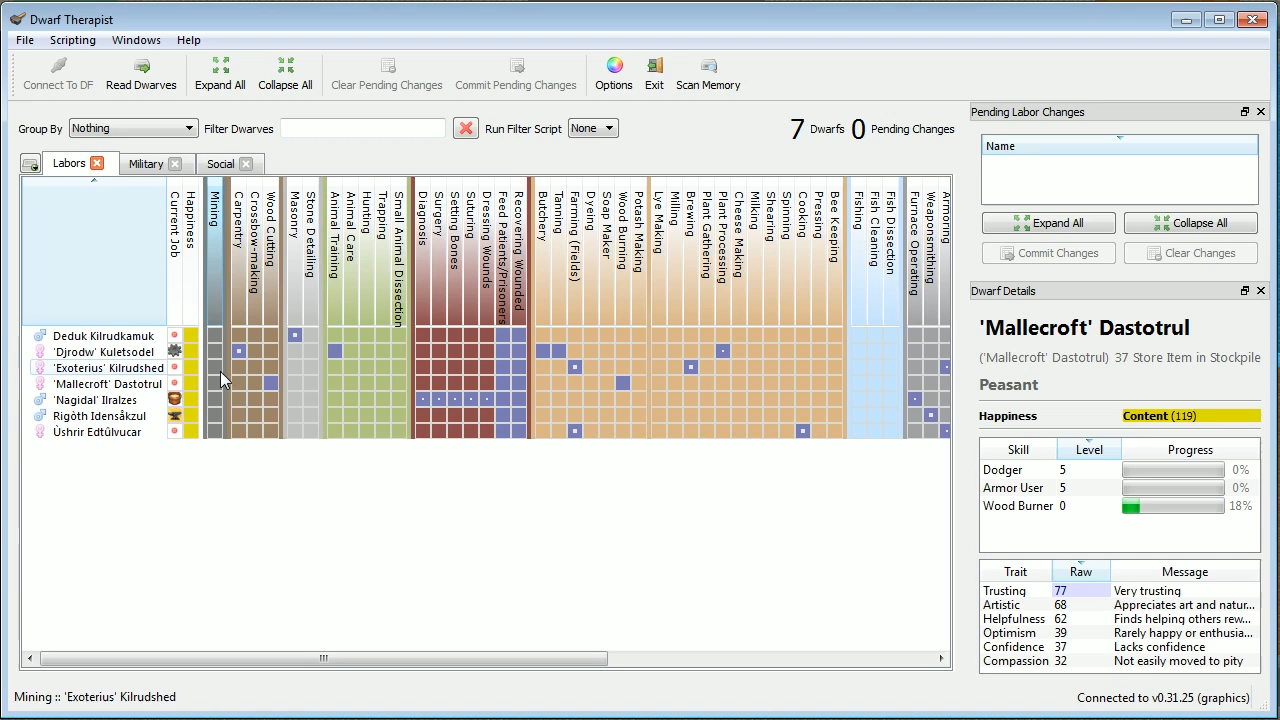 Dwarf Therapist
File Scripting Windows Help
Connect To DF Read Dwarves Expand All Collapse All Clear Pending Changes Commit Pending Changes Options Exit Scan Memory
Group By Nothing Filter Dwarves Run Filter Script None 7 Dwarfs 0 Pending Changes
Labors Military Social
Current Job
Happiness
Mining
Carpentry
Crossbow-making
Wood Cutting
Masonry
Stone Detailing
Animal Training
Animal Care
Hunting
Trapping
Small Animal Dissection
Diagnosis
Surgery
Setting Bones
Suturing
Dressing Wounds
Feed Patients/Prisoners
Recovering Wounded
Butchery
Tanning
Farming (Fields)
Dyeing
Soap Maker
Wood Burning
Potash Making
Lye Making
Milling
Brewing
Plant Gathering
Plant Processing
Cheese Making
Milking
Shearing
Spinning
Cooking
Pressing
Bee Keeping
Fishing
Fish Cleaning
Fish Dissection
Furnace Operating
Weaponsmithing
Armoring
Deduk Kilrudkamuk
'Djrodw' Kuletsodel
'Exoterius' Kilrudshed
'Mallecroft' Dastotrul
'Nagidal' Ilralzes
Rigòth Idensåkzul
Ùshrir Edtûlvucar
Pending Labor Changes
Name
Expand All Collapse All
Commit Changes Clear Changes
Dwarf Details
'Mallecroft' Dastotrul
('Mallecroft' Dastotrul) 37 Store Item in Stockpile
Peasant
Happiness Content (119)
Skill Level Progress
Dodger 5 0%
Armor User 5 0%
Wood Burner 0 18%
Trait Raw Message
Trusting 77 Very trusting
Artistic 68 Appreciates art and natur...
Helpfulness 62 Finds helping others rew...
Optimism 39 Rarely happy or enthusia...
Confidence 37 Lacks confidence
Compassion 32 Not easily moved to pity
Mining :: 'Exoterius' Kilrudshed Connected to v0.31.25 (graphics)